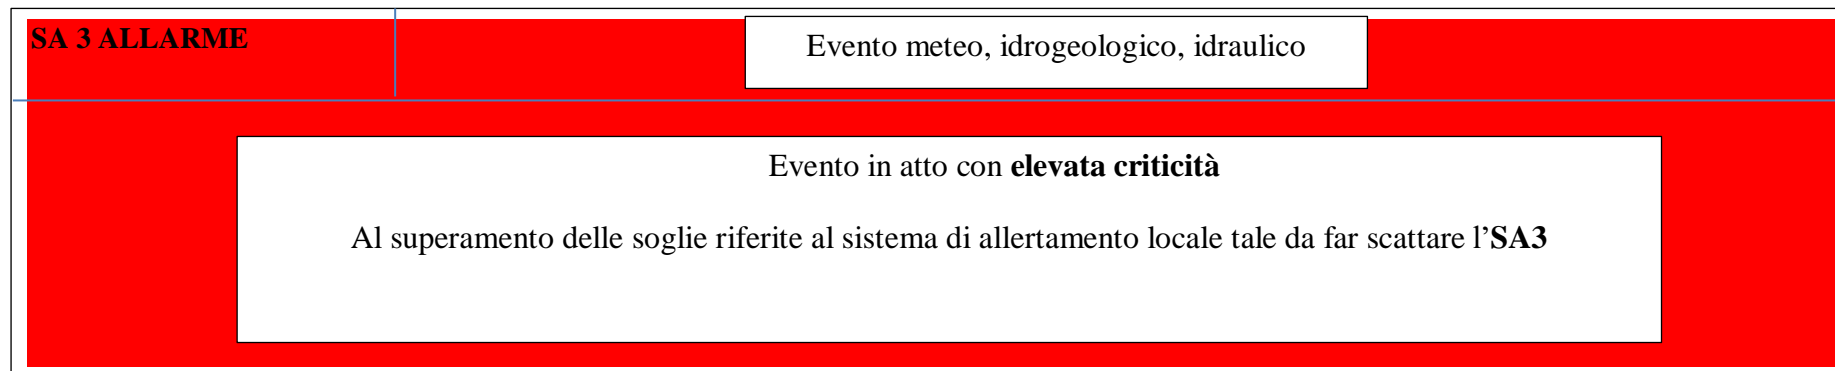 SA 3 ALLARME
Evento meteo, idrogeologico, idraulico
Evento in atto con elevata criticità
Al superamento delle soglie riferite al sistema di allertamento locale tale da far scattare l’SA3